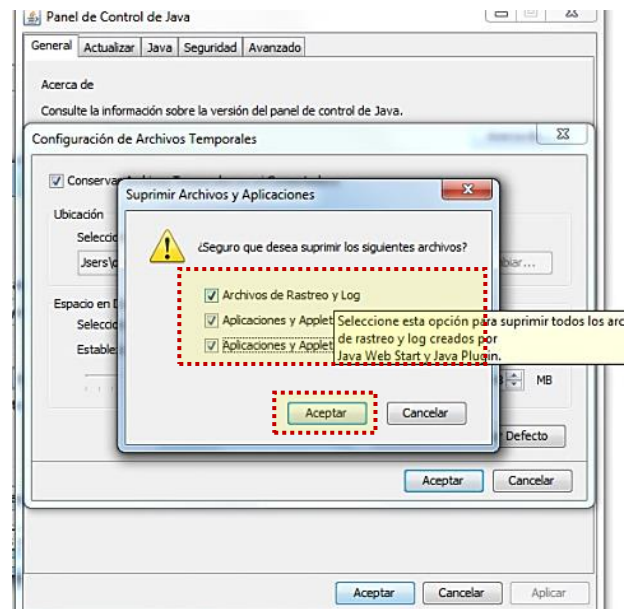 Panel de Control de Java
General Actualizar Java Seguridad Avanzado
Acerca de
Consulte la información sobre la versión del panel de control de Java.
Configuración de Archivos Temporales
Conservar
Suprimir Archivos y Aplicaciones
Ubicación
¿Seguro que desea suprimir los siguientes archivos?
Archivos de Rastreo y Log
Aplicaciones y Applet
Seleccione esta opción para suprimir todos los arc
de rastreo y log creados por
Aplicaciones y Applet
Java Web Start y Java Plugin.
MB
Aceptar Cancelar
Defecto
Aceptar Cancelar
Aceptar Cancelar Aplicar